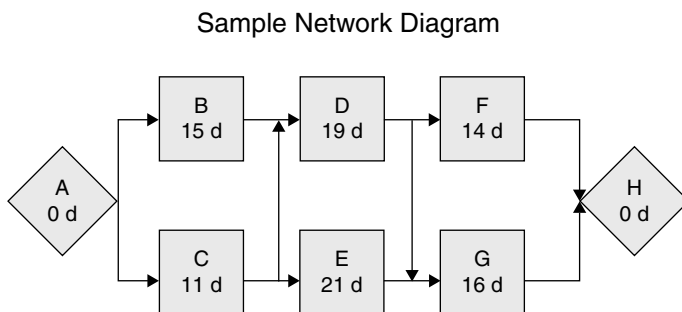 Sample Network Diagram
A
0 d
B
15 d
C
11 d
D
19 d
E
21 d
F
14 d
G
16 d
H
0 d